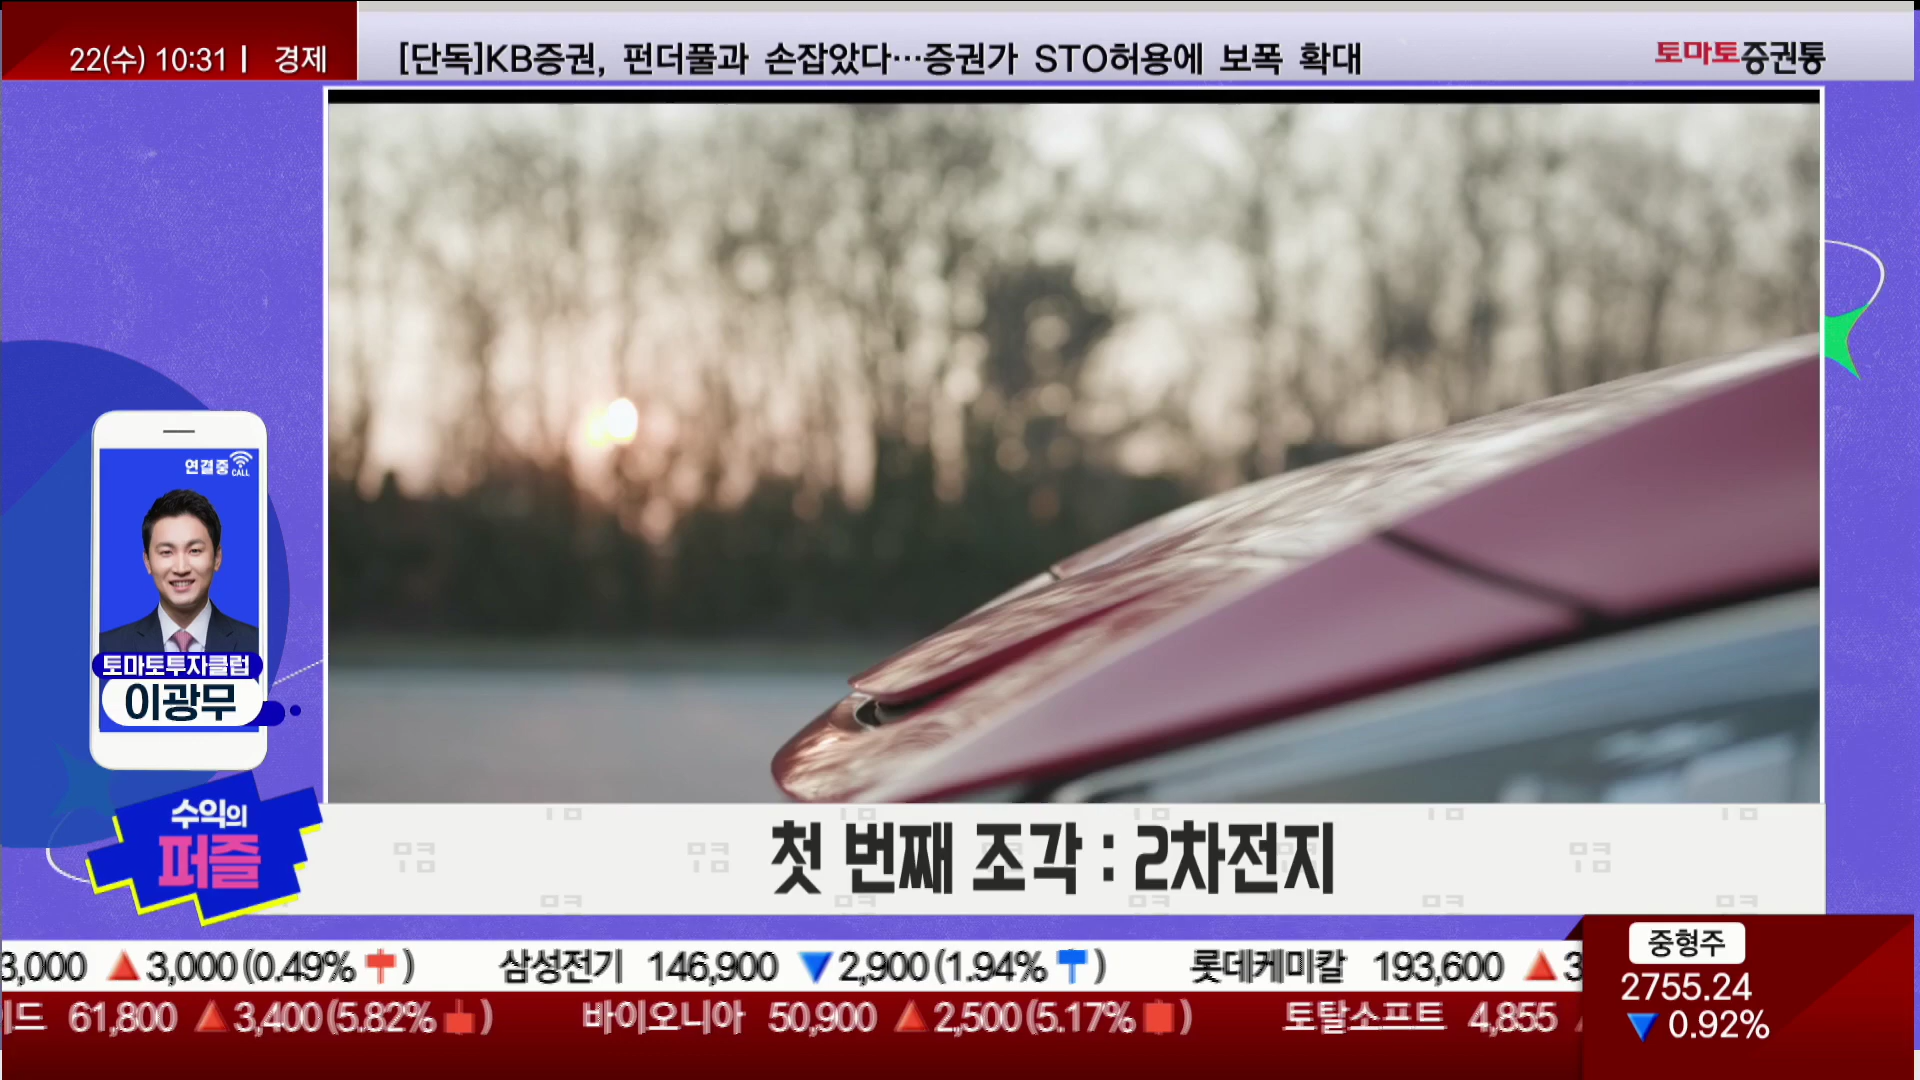 22(수) 10:31 | 경제
[단독]KB증권, 펀더풀과 손잡았다…증권가 STO허용에 보폭 확대
토마토증권통
연결중
CALL
토마토투자클럽
이광무
수익의
퍼즐
첫 번째 조각 : 2차전지
3,000 ▲3,000(0.49%) 삼성전기 146,900 ▼2,900(1.94%) 롯데케미칼 193,600 ▲3
드 61,800 ▲3,400(5.82%) 바이오니아 50,900 ▲2,500(5.17%) 토탈소프트 4,855
중형주
2755.24
▼ 0.92%